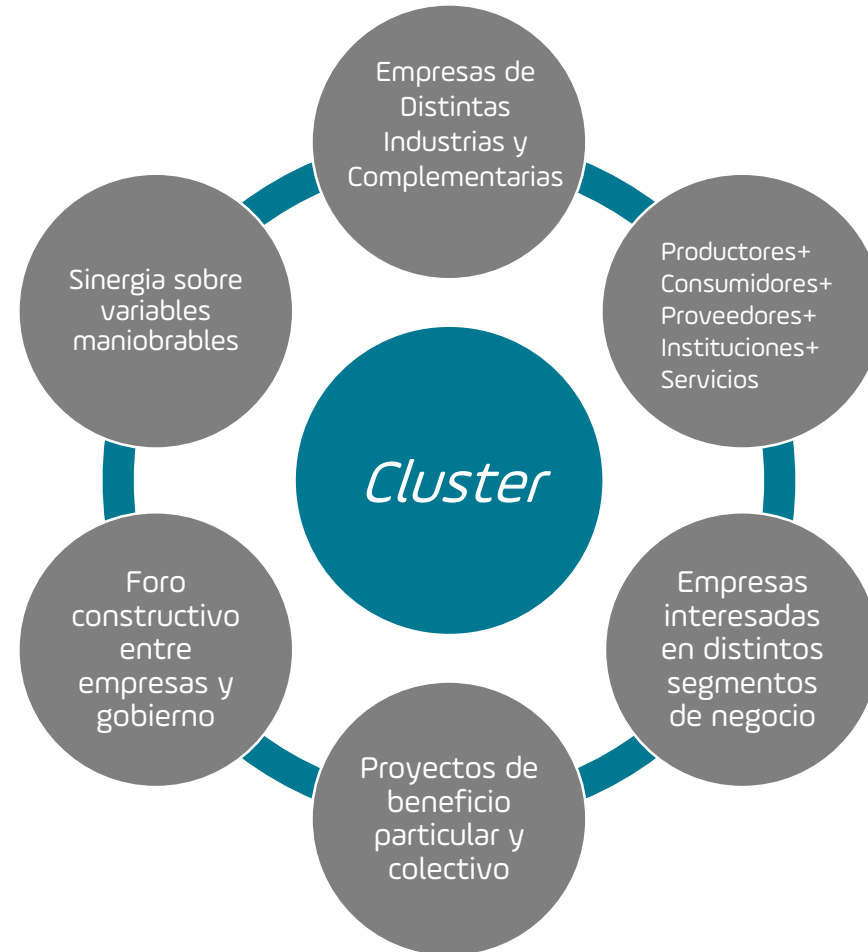 Empresas de
Distintas
Industrias y
Complementarias
Productores+
Consumidores+
Proveedores+
Instituciones+
Servicios
Empresas
interesadas
en distintos
segmentos
de negocio
Proyectos de
beneficio
particular y
colectivo
Foro
constructivo
entre
empresas y
gobierno
Sinergia sobre
variables
maniobrables
Cluster